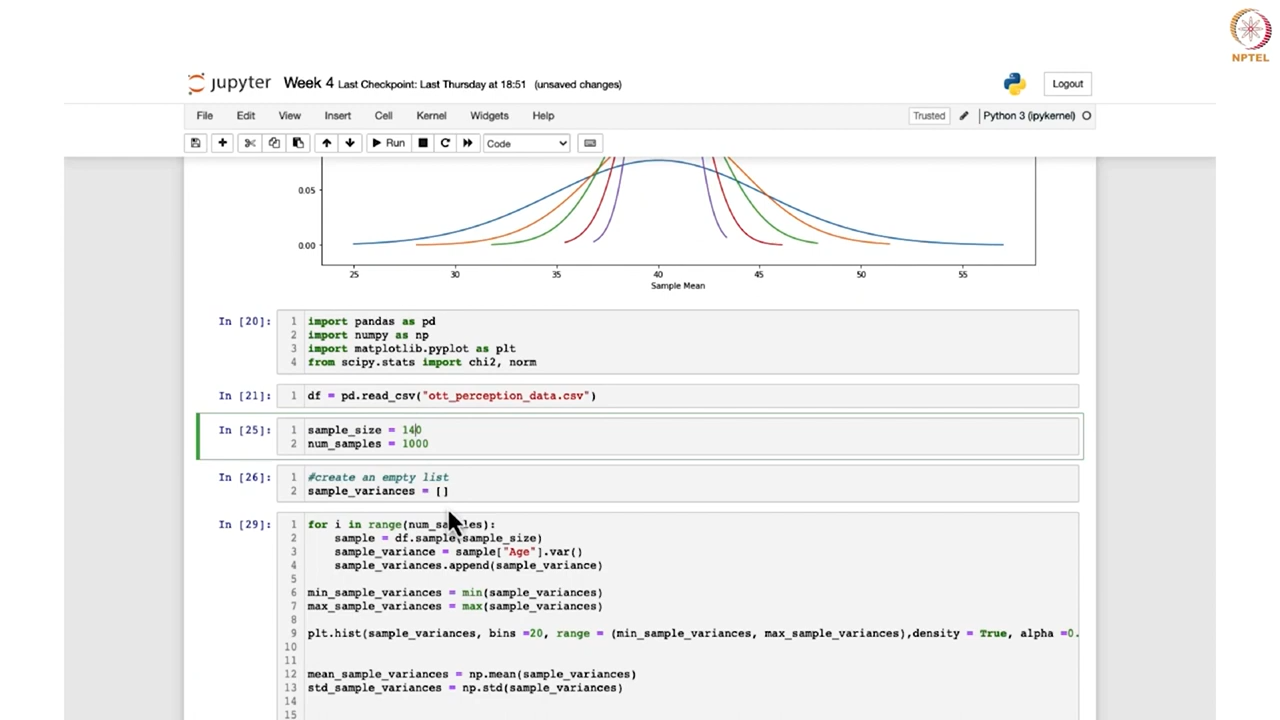 NPTEL
jupyter Week 4 Last Checkpoint: Last Thursday at 18:51 (unsaved changes) Logout
File Edit View Insert Cell Kernel Widgets Help Trusted Python 3 (ipykernel)
Run Code
0.05
0.00
25 30 35 40 45 50 55
Sample Mean
In [20]: 1 import pandas as pd
2 import numpy as np
3 import matplotlib.pyplot as plt
4 from scipy.stats import chi2, norm
In [21]: 1 df = pd.read_csv("ott_perception_data.csv")
In [25]: 1 sample_size = 140
2 num_samples = 1000
In [26]: 1 #create an empty list
2 sample_variances = []
In [29]: 1 for i in range(num_samples):
2 sample = df.sample(sample_size)
3 sample_variance = sample["Age"].var()
4 sample_variances.append(sample_variance)
5
6 min_sample_variances = min(sample_variances)
7 max_sample_variances = max(sample_variances)
8
9 plt.hist(sample_variances, bins =20, range = (min_sample_variances, max_sample_variances),density = True, alpha =0.
10
11
12 mean_sample_variances = np.mean(sample_variances)
13 std_sample_variances = np.std(sample_variances)
14
15